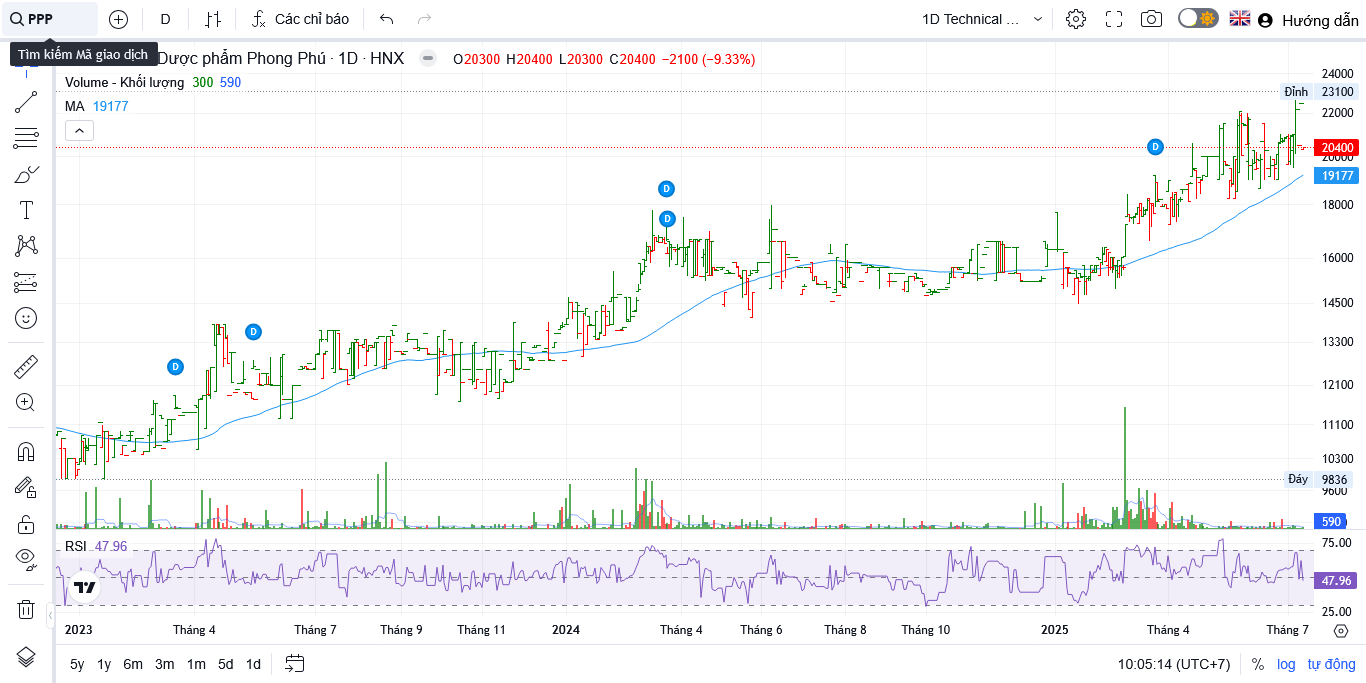 PPP
D
Các chỉ báo
1D Technical ...
Hướng dẫn
Tìm kiếm Mã giao dịch
Dược phẩm Phong Phú · 1D · HNX
O20300 H20400 L20300 C20400 −2100 (−9.33%)
Volume - Khối lượng 300 590
MA 19177
24000
Đỉnh 23100
22000
20400
20000
19177
18000
16000
14500
13300
12100
11100
10300
Đáy 9836
9600
590
D
D
D
D
D
RSI 47.96
75.00
47.96
25.00
2023 Tháng 4 Tháng 7 Tháng 9 Tháng 11 2024 Tháng 4 Tháng 6 Tháng 8 Tháng 10 2025 Tháng 4 Tháng 7
5y 1y 6m 3m 1m 5d 1d
10:05:14 (UTC+7) % log tự động